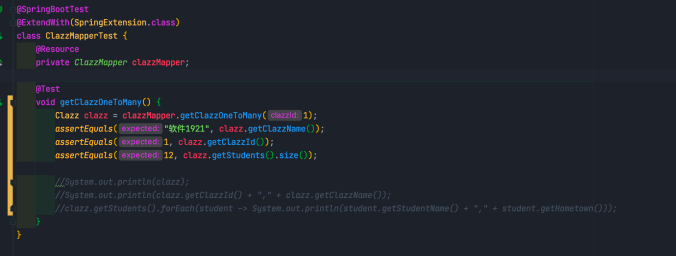 @SpringBootTest
@ExtendWith(SpringExtension.class)
class ClazzMapperTest {
@Resource
private ClazzMapper clazzMapper;
@Test
void getClazzOneToMany() {
Clazz clazz = clazzMapper.getClazzOneToMany( clazzId: 1);
assertEquals( expected: "软件1921", clazz.getClazzName());
assertEquals( expected: 1, clazz.getClazzId());
assertEquals( expected: 12, clazz.getStudents().size());
//System.out.println(clazz);
//System.out.println(clazz.getClazzId() + "," + clazz.getClazzName());
//clazz.getStudents().forEach(student -> System.out.println(student.getStudentName() + "," + student.getHometown()));
}
}